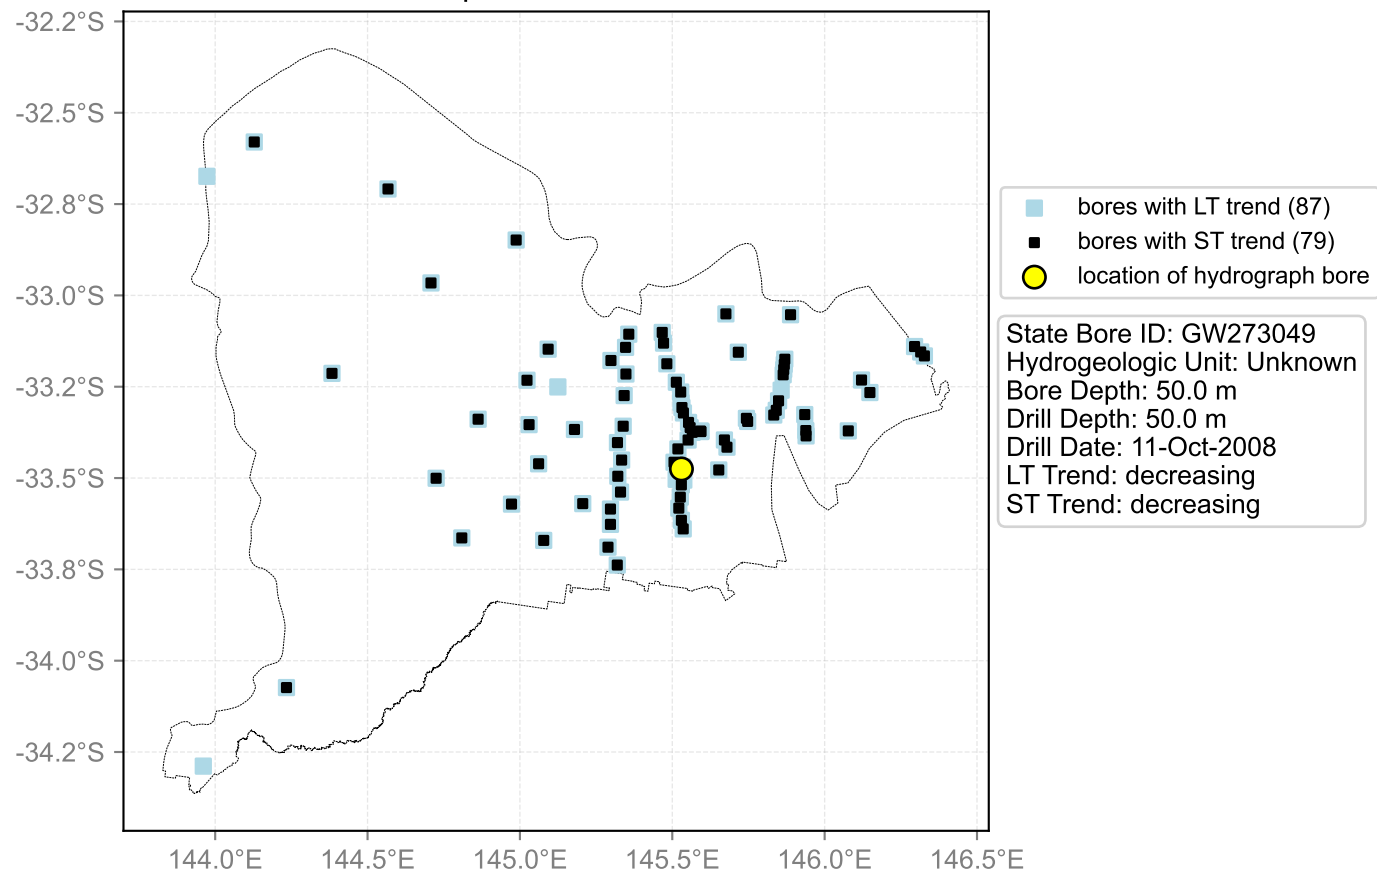 -32.2°S
-32.5°S
-32.8°S
-33.0°S
-33.2°S
-33.5°S
-33.8°S
-34.0°S
-34.2°S
144.0°E
144.5°E
145.0°E
145.5°E
146.0°E
146.5°E
bores with LT trend (87)
bores with ST trend (79)
location of hydrograph bore
State Bore ID: GW273049
Hydrogeologic Unit: Unknown
Bore Depth: 50.0 m
Drill Depth: 50.0 m
Drill Date: 11-Oct-2008
LT Trend: decreasing
ST Trend: decreasing